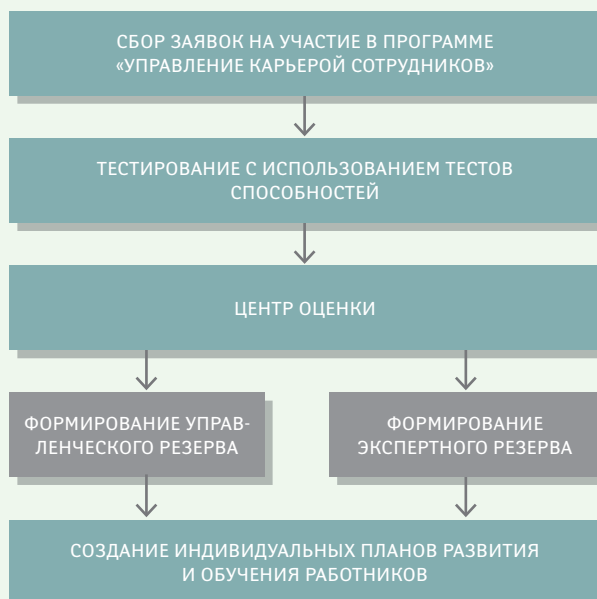 СБОР ЗАЯВОК НА УЧАСТИЕ В ПРОГРАММЕ
«УПРАВЛЕНИЕ КАРЬЕРОЙ СОТРУДНИКОВ»
ТЕСТИРОВАНИЕ С ИСПОЛЬЗОВАНИЕМ ТЕСТОВ
СПОСОБНОСТЕЙ
ЦЕНТР ОЦЕНКИ
ФОРМИРОВАНИЕ УПРАВ-
ЛЕНЧЕСКОГО РЕЗЕРВА
ФОРМИРОВАНИЕ
ЭКСПЕРТНОГО РЕЗЕРВА
СОЗДАНИЕ ИНДИВИДУАЛЬНЫХ ПЛАНОВ РАЗВИТИЯ
И ОБУЧЕНИЯ РАБОТНИКОВ